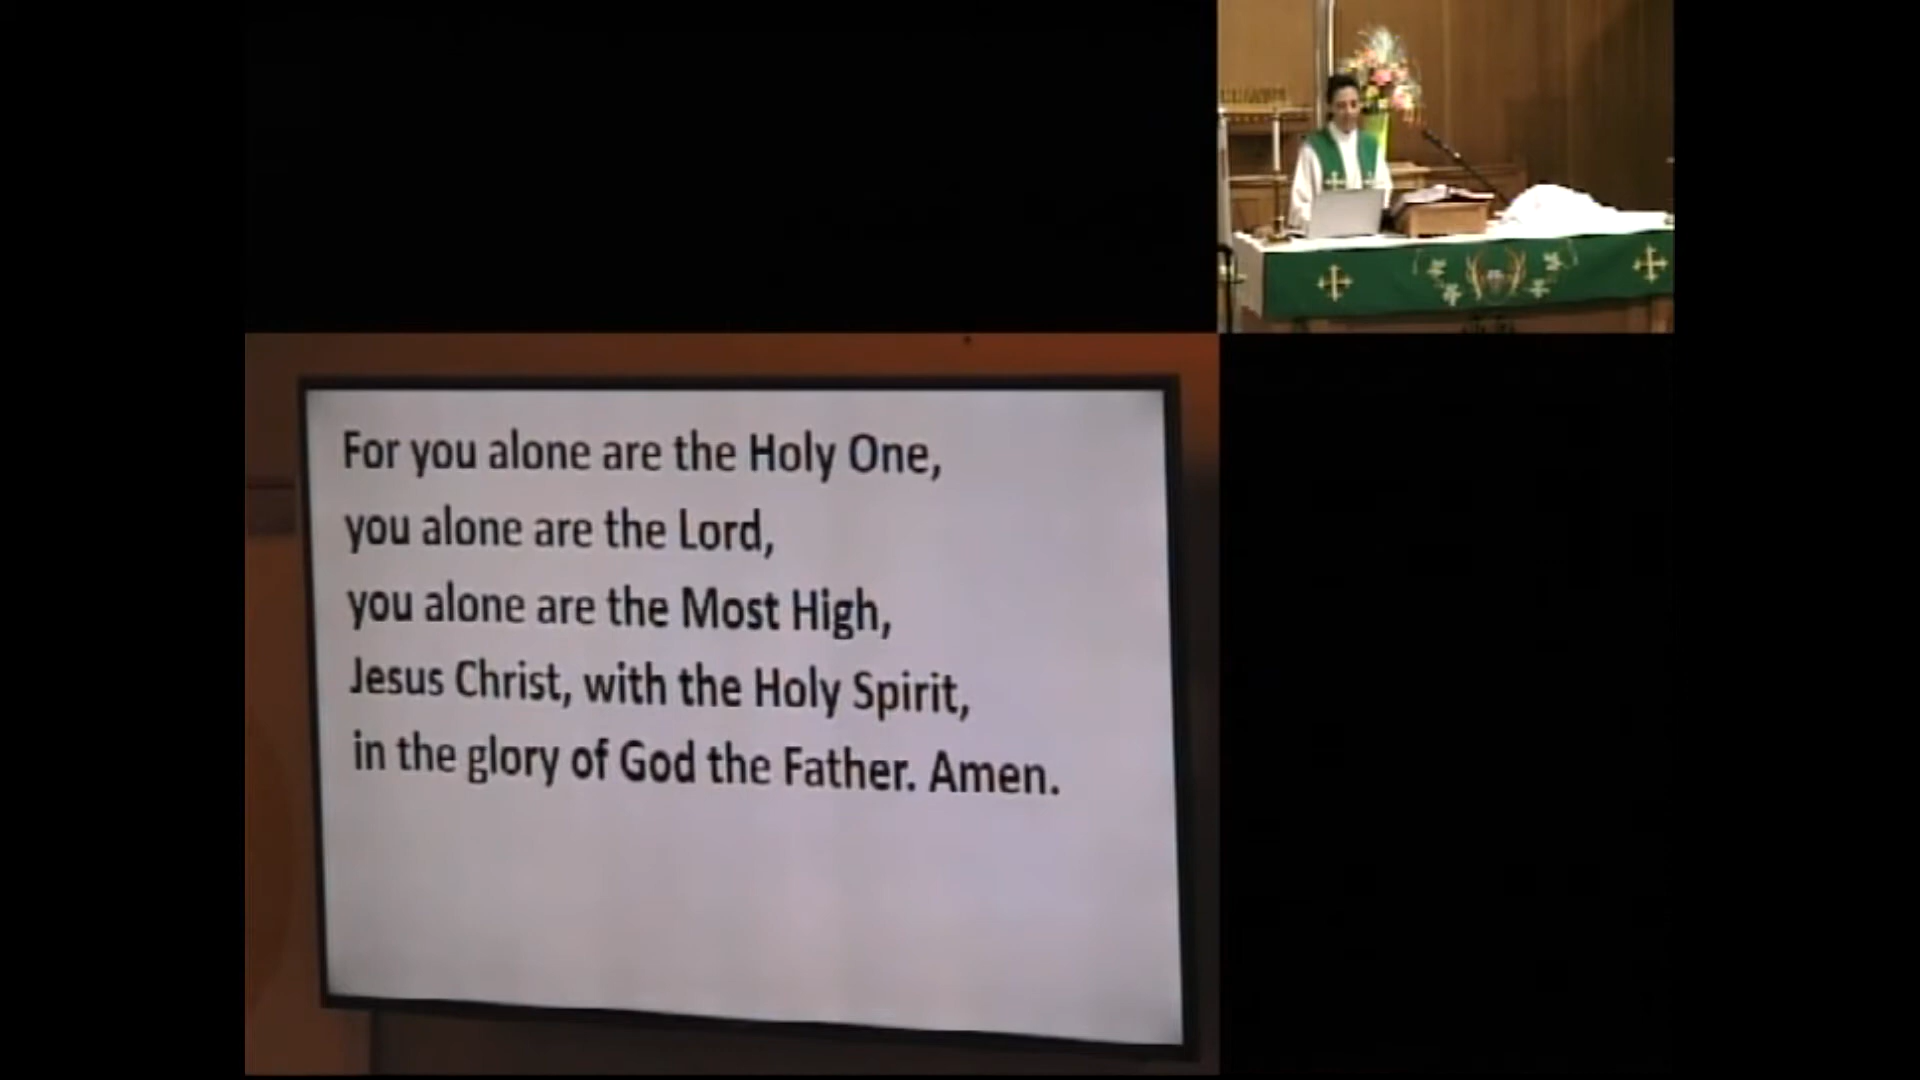 For you alone are the Holy One,
you alone are the Lord,
you alone are the Most High,
Jesus Christ, with the Holy Spirit,
in the glory of God the Father. Amen.